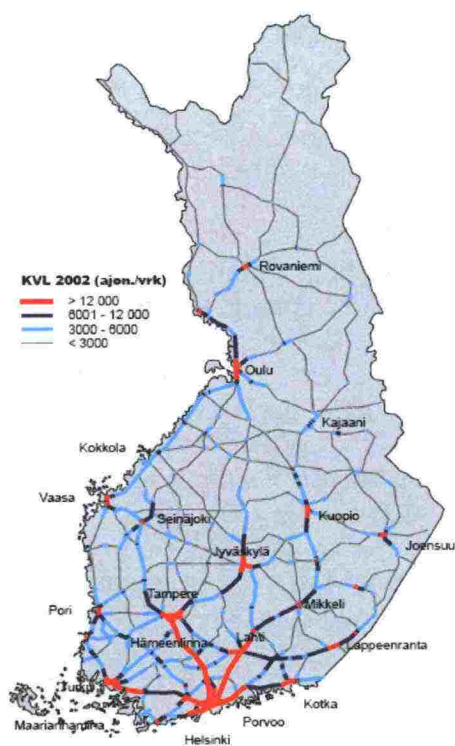 Rovaniemi
KVL 2002 (ajon./vrk)
> 12 000
6001 - 12 000
3000 - 6000
< 3000
Oulu
Kajaani
Kokkola
Vaasa
Seinäjoki
Kuopio
Joensuu
Jyväskylä
Tampere
Mikkeli
Pori
Hämeenlinna
Lahti
Lappeenranta
Turku
Kotka
Maarianhamina
Porvoo
Helsinki